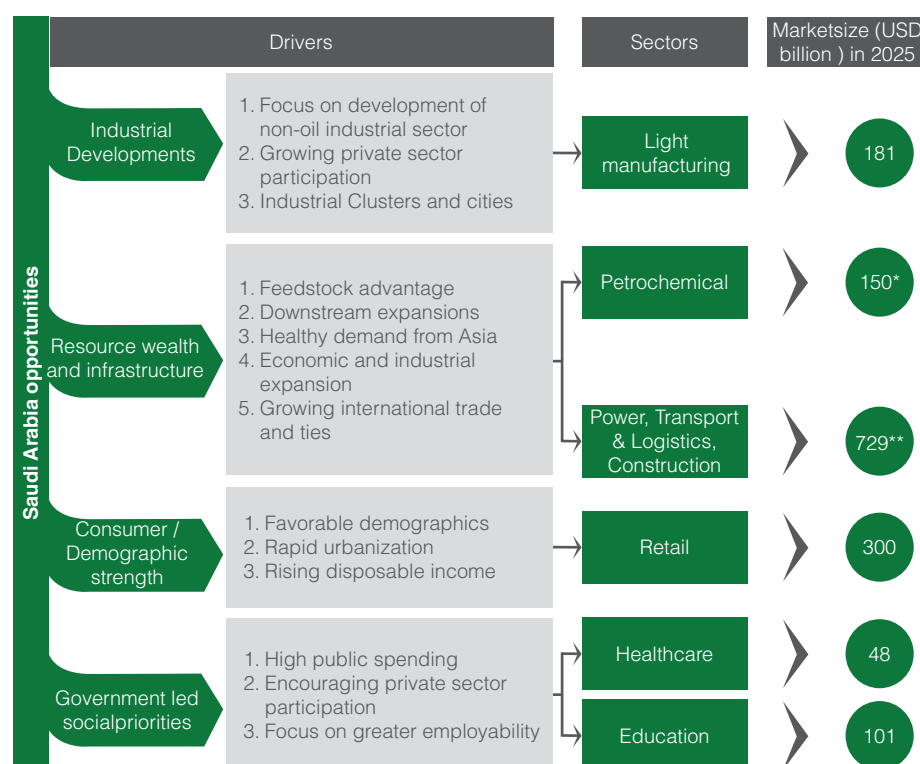 Drivers
Sectors
Marketsize (USD
billion ) in 2025
Saudi Arabia opportunities
Industrial
Developments
1. Focus on development of
non-oil industrial sector
2. Growing private sector
participation
3. Industrial Clusters and cities
Light
manufacturing
181
Resource wealth
and infrastructure
1. Feedstock advantage
2. Downstream expansions
3. Healthy demand from Asia
4. Economic and industrial
expansion
5. Growing international trade
and ties
Petrochemical
150*
Power, Transport
& Logistics,
Construction
729**
Consumer /
Demographic
strength
1. Favorable demographics
2. Rapid urbanization
3. Rising disposable income
Retail
300
Government led
socialpriorities
1. High public spending
2. Encouraging private sector
participation
3. Focus on greater employability
Healthcare
48
Education
101